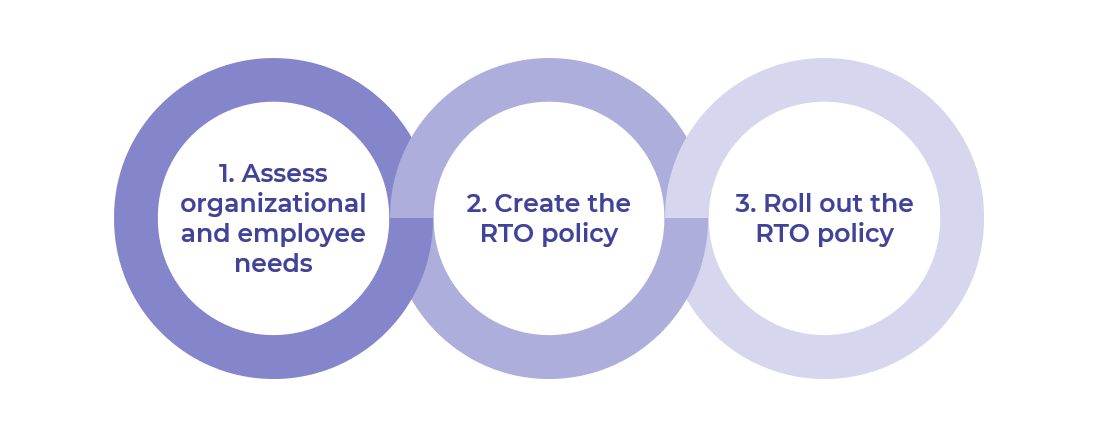 1. Assess
organizational
and employee
needs
2. Create the
RTO policy
3. Roll out the
RTO policy